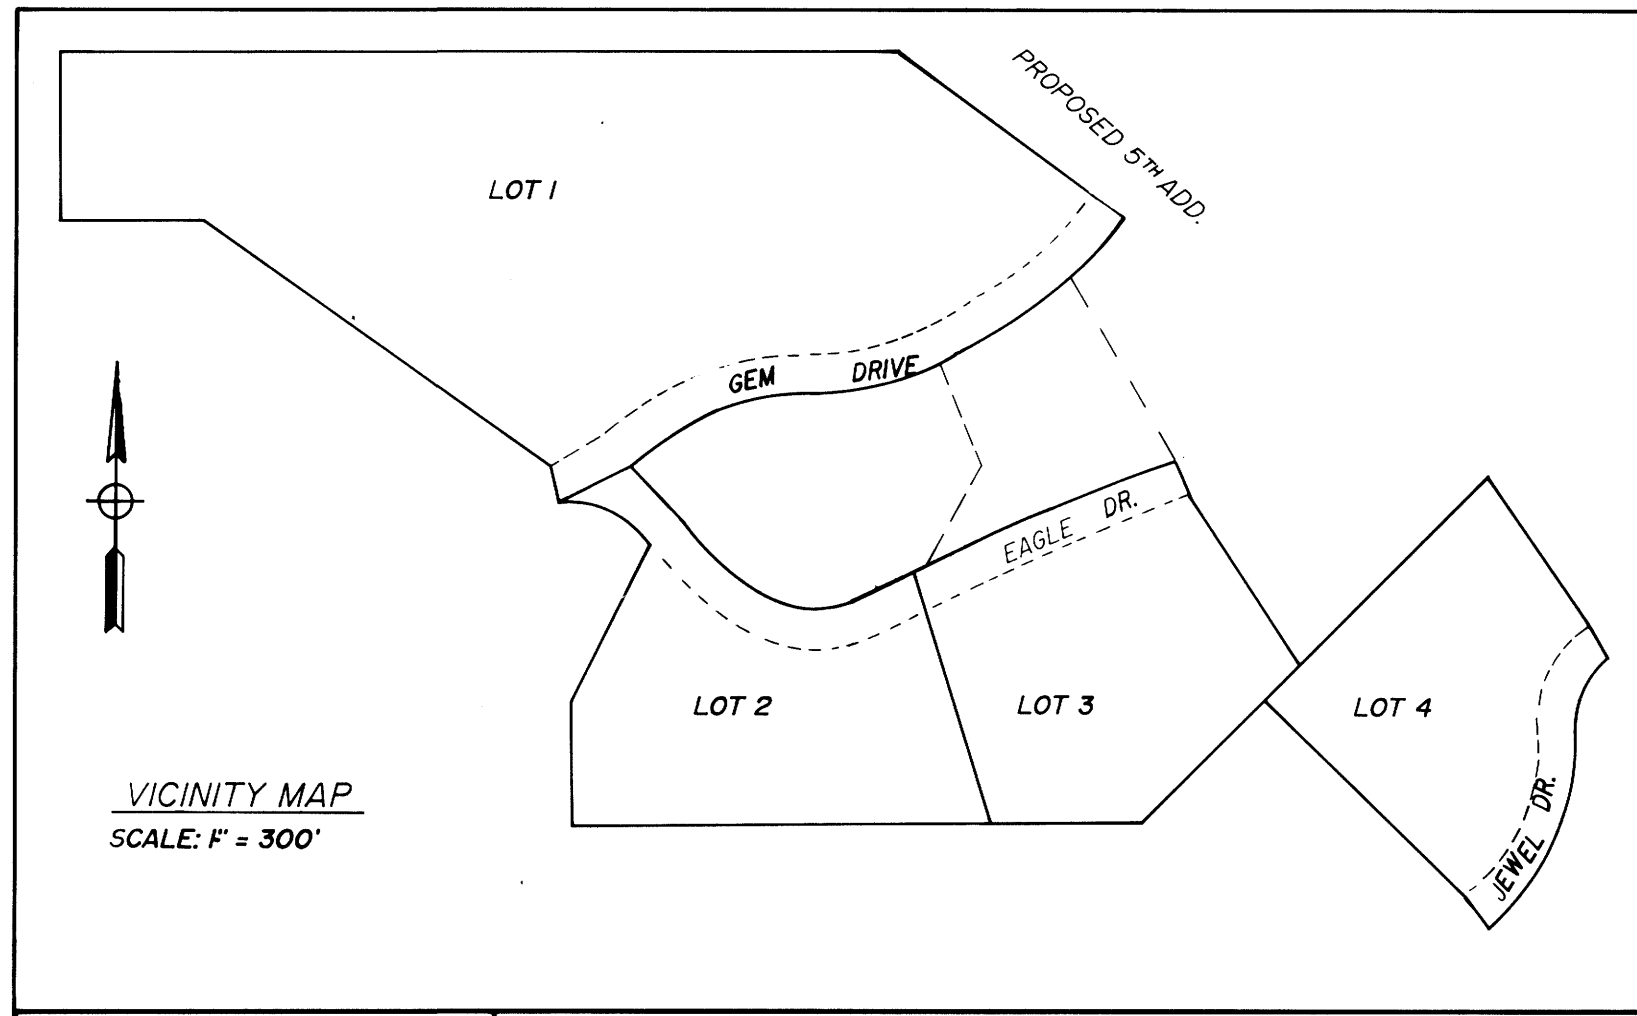 PROPOSED 5TH ADD.
LOT 1
GEM DRIVE
EAGLE DR.
LOT 2
LOT 3
LOT 4
JEWEL DR.
VICINITY MAP
SCALE: 1" = 300'